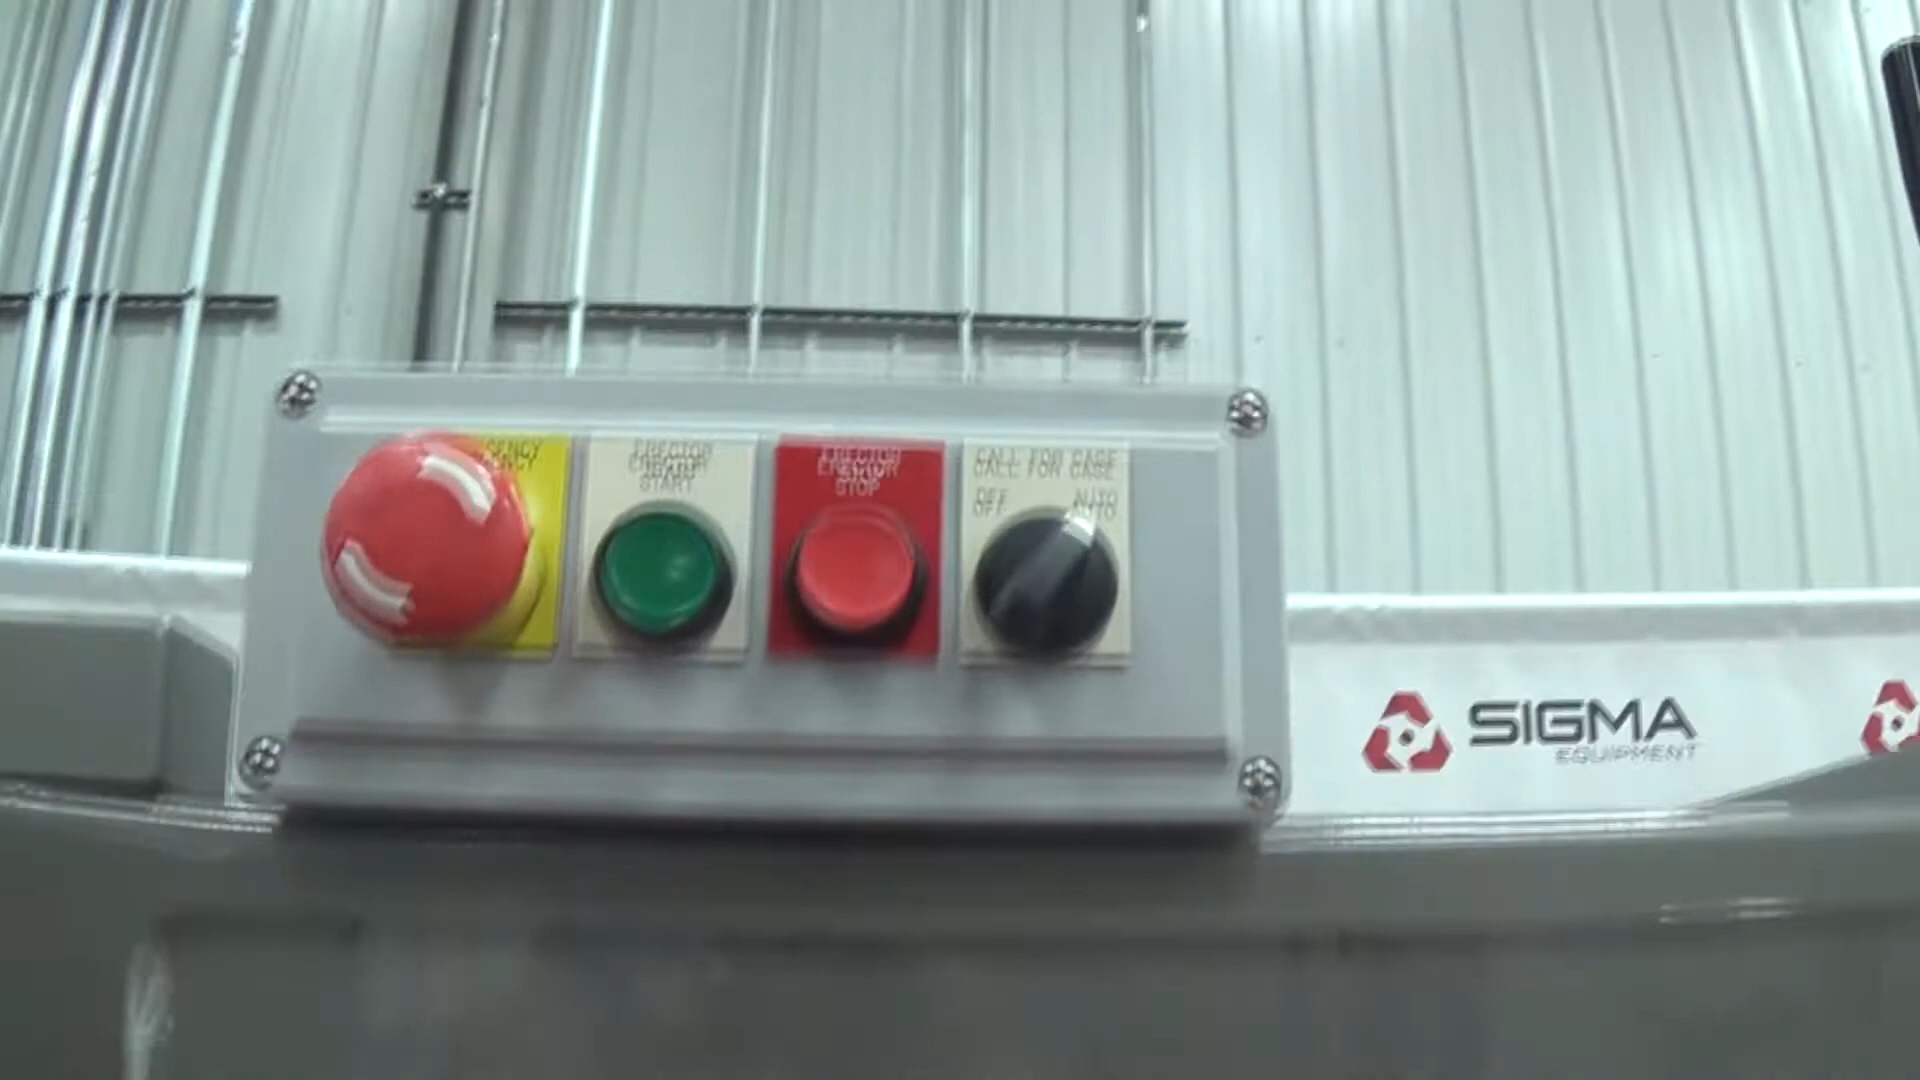 ERECTOR
START
ERECTOR
STOP
CALL FOR CASE
OFF AUTO
SIGMA
EQUIPMENT